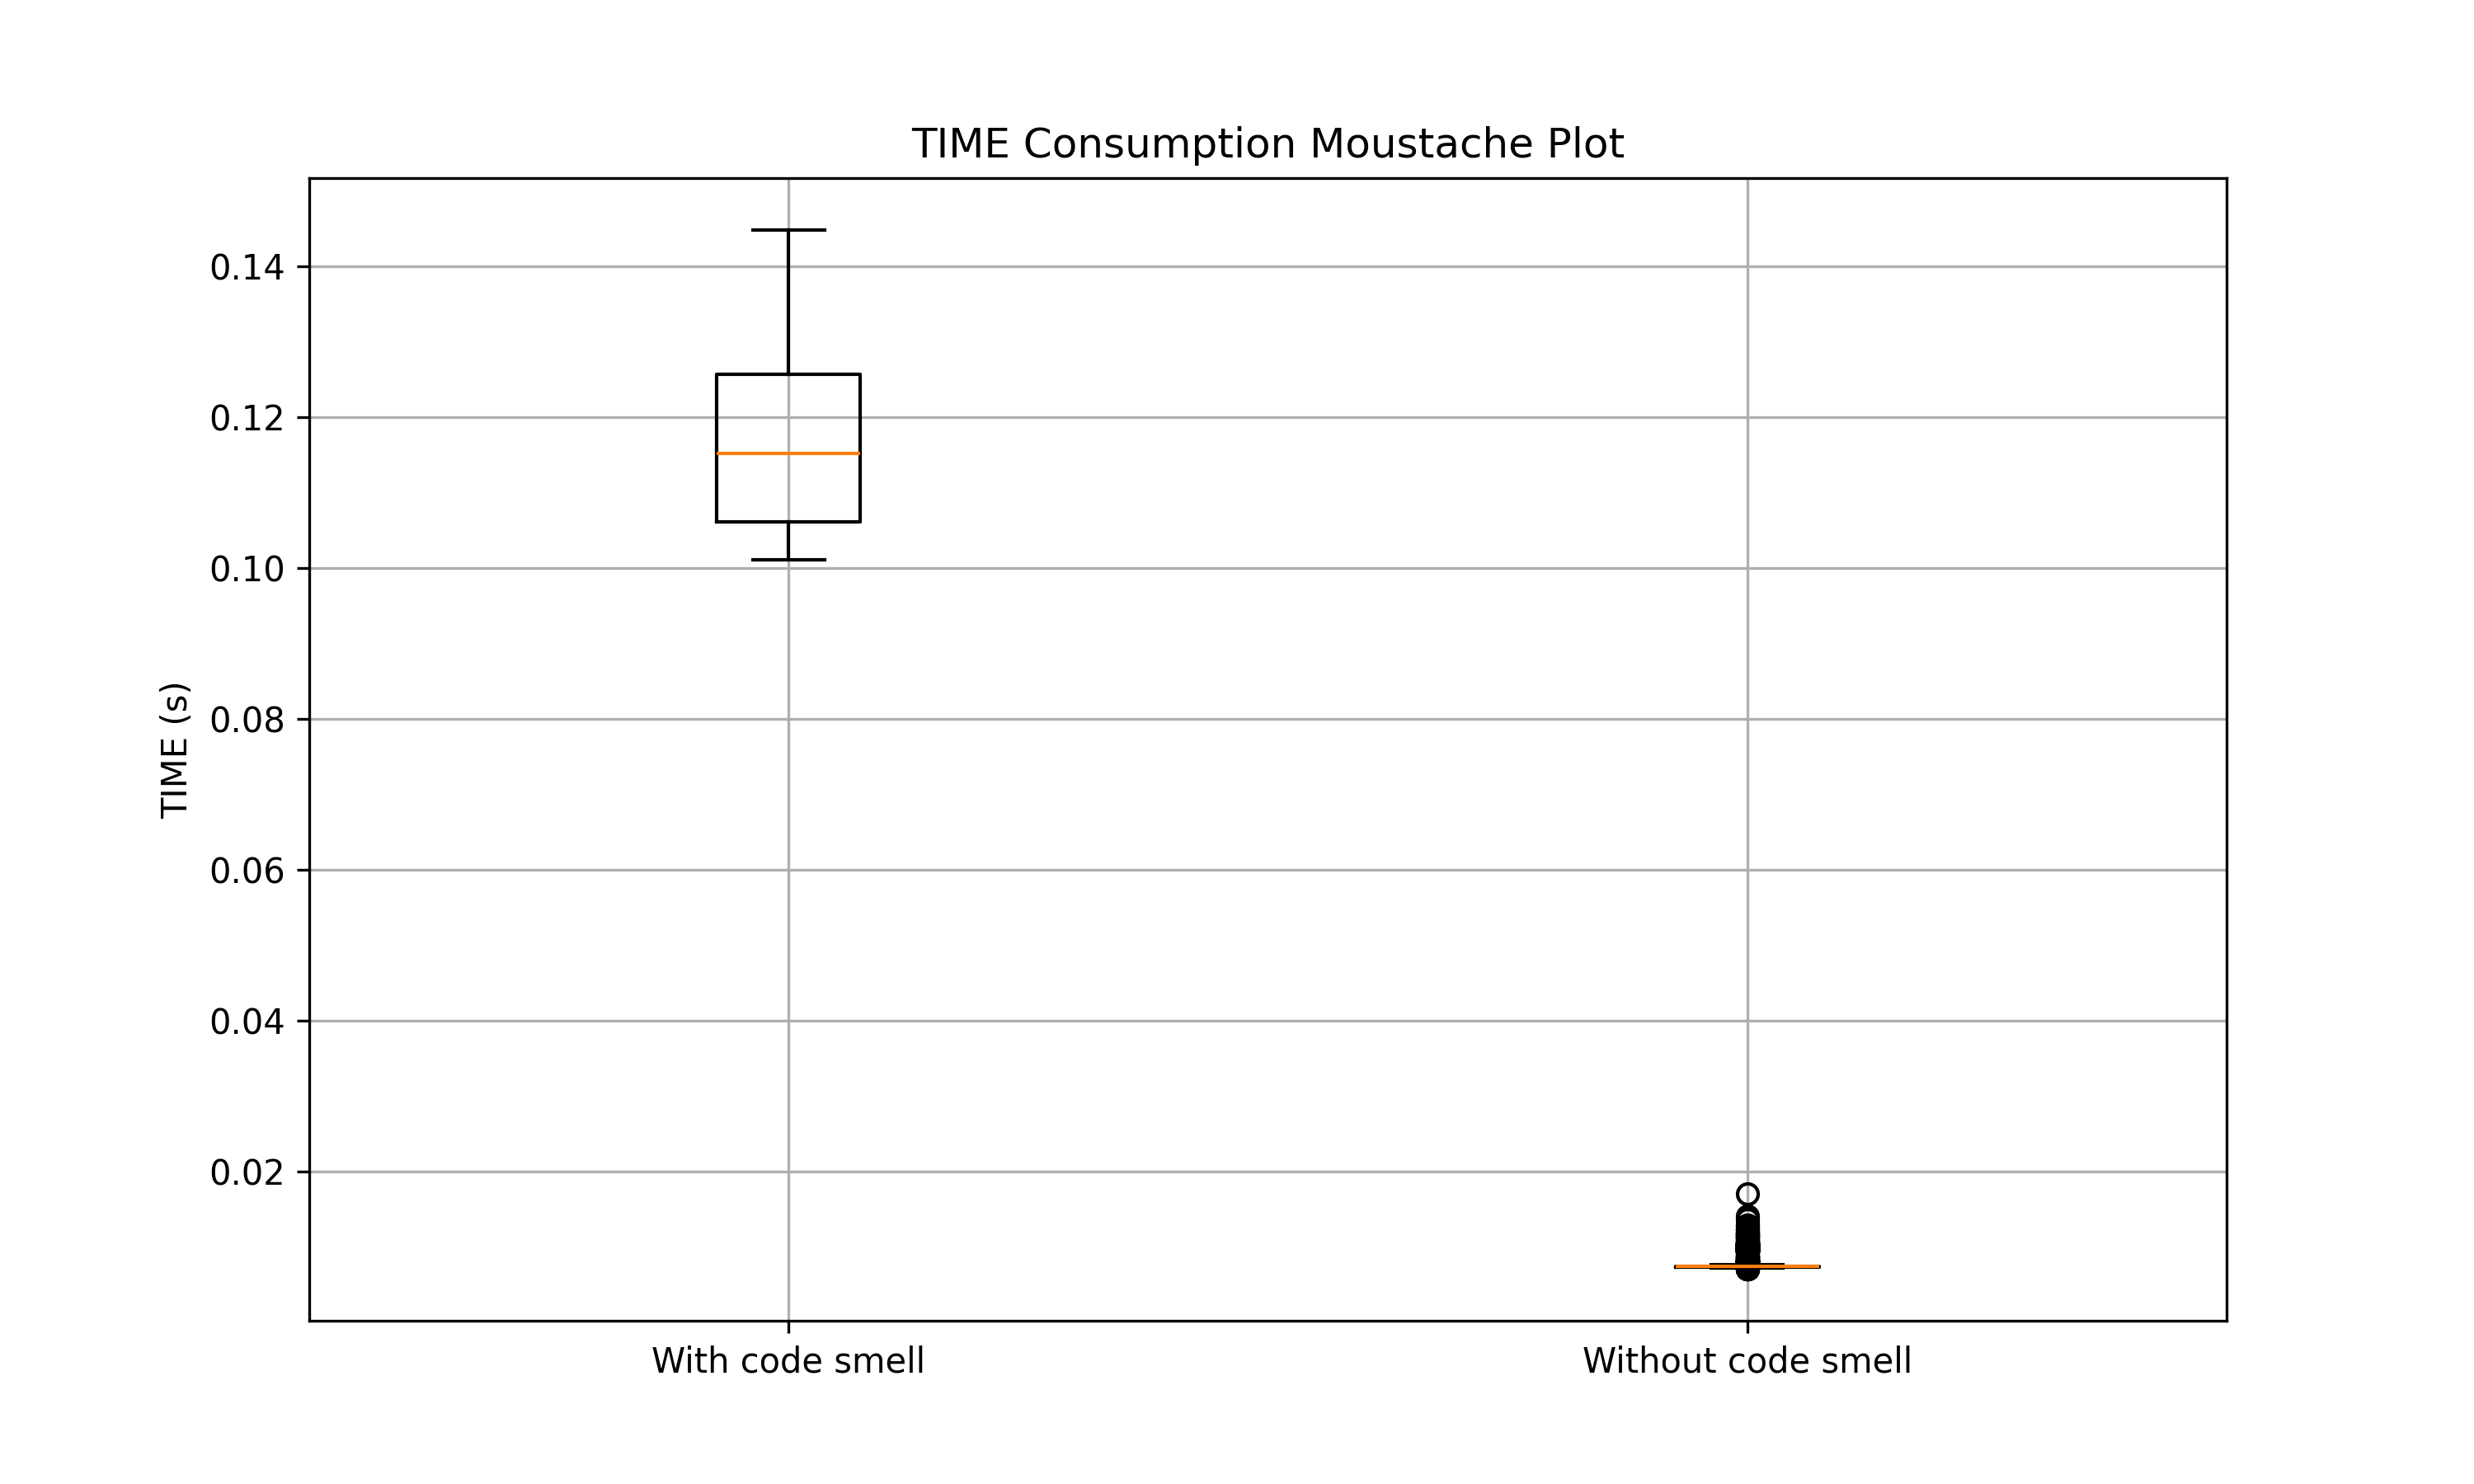 TIME Consumption Moustache Plot
TIME (s)
0.14
0.12
0.10
0.08
0.06
0.04
0.02
With code smell
Without code smell